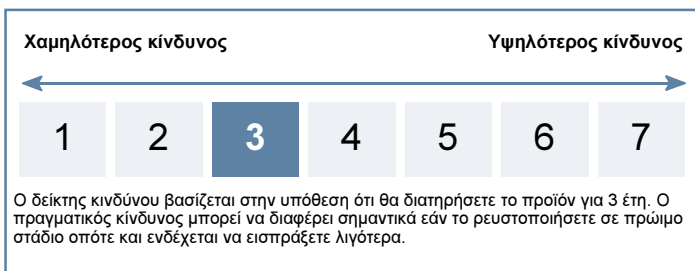 Χαμηλότερος κίνδυνος Υψηλότερος κίνδυνος
1 2 3 4 5 6 7
Ο δείκτης κινδύνου βασίζεται στην υπόθεση ότι θα διατηρήσετε το προϊόν για 3 έτη. Ο
πραγματικός κίνδυνος μπορεί να διαφέρει σημαντικά εάν το ρευστοποιήσετε σε πρώιμο
στάδιο οπότε και ενδέχεται να εισπράξετε λιγότερα.